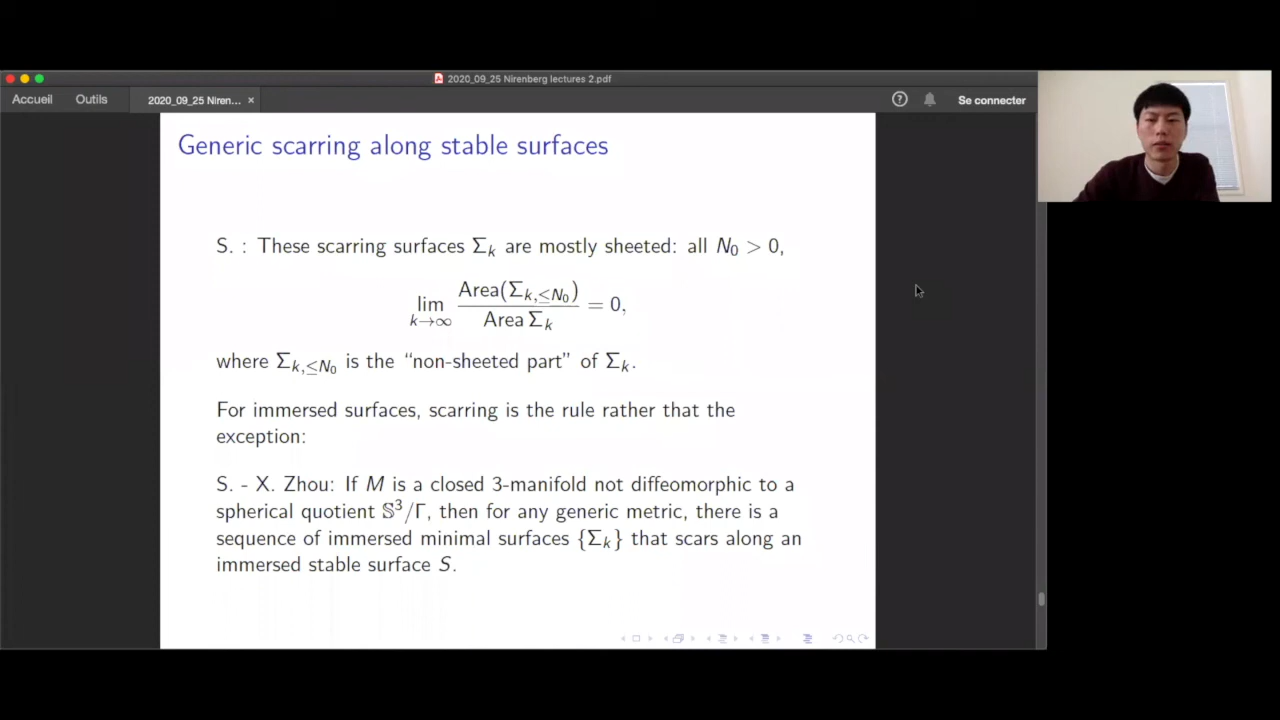 2020_09_25 Nirenberg lectures 2.pdf
Accueil Outils 2020_09_25 Niren... × ? Se connecter
Generic scarring along stable surfaces
S. : These scarring surfaces Σ_k are mostly sheeted: all N_0 > 0,
lim_{k→∞} Area(Σ_{k,≤N_0}) / Area Σ_k = 0,
where Σ_{k,≤N_0} is the “non-sheeted part” of Σ_k.
For immersed surfaces, scarring is the rule rather that the
exception:
S. - X. Zhou: If M is a closed 3-manifold not diffeomorphic to a
spherical quotient 𝕊³/Γ, then for any generic metric, there is a
sequence of immersed minimal surfaces {Σ_k} that scars along an
immersed stable surface S.